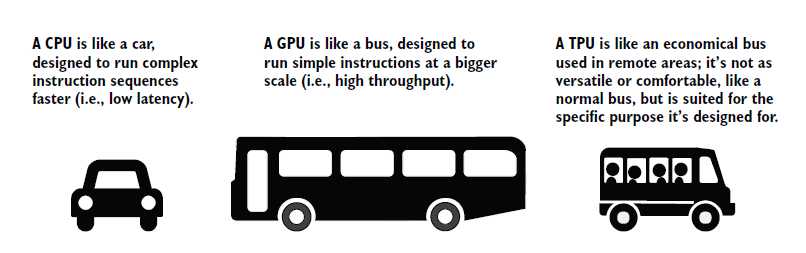 A CPU is like a car,
designed to run complex
instruction sequences
faster (i.e., low latency).
A GPU is like a bus, designed to
run simple instructions at a bigger
scale (i.e., high throughput).
A TPU is like an economical bus
used in remote areas; it's not as
versatile or comfortable, like a
normal bus, but is suited for the
specific purpose it's designed for.